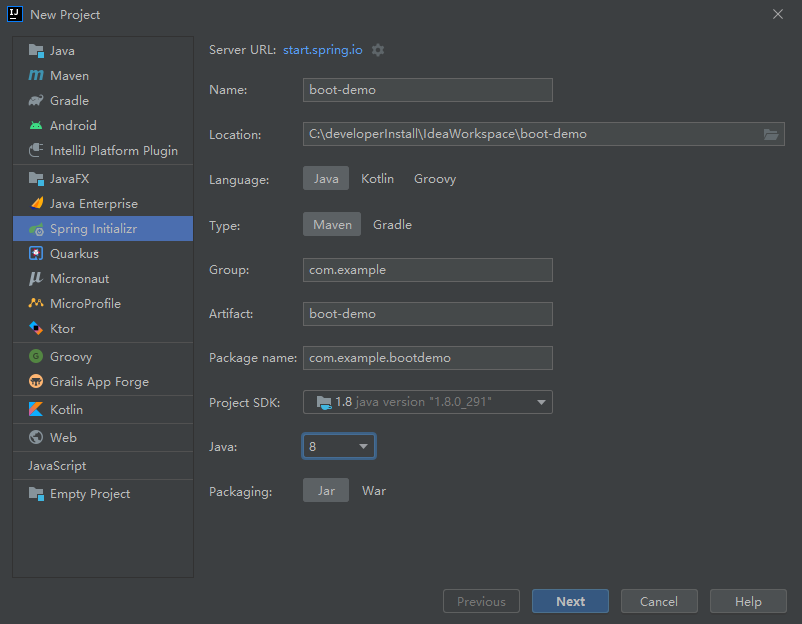 New Project
Java
Maven
Gradle
Android
IntelliJ Platform Plugin
JavaFX
Java Enterprise
Spring Initializr
Quarkus
Micronaut
MicroProfile
Ktor
Groovy
Grails App Forge
Kotlin
Web
JavaScript
Empty Project
Server URL: start.spring.io
Name: boot-demo
Location: C:\developerInstall\IdeaWorkspace\boot-demo
Language: Java Kotlin Groovy
Type: Maven Gradle
Group: com.example
Artifact: boot-demo
Package name: com.example.bootdemo
Project SDK: 1.8 java version "1.8.0_291"
Java: 8
Packaging: Jar War
Previous Next Cancel Help